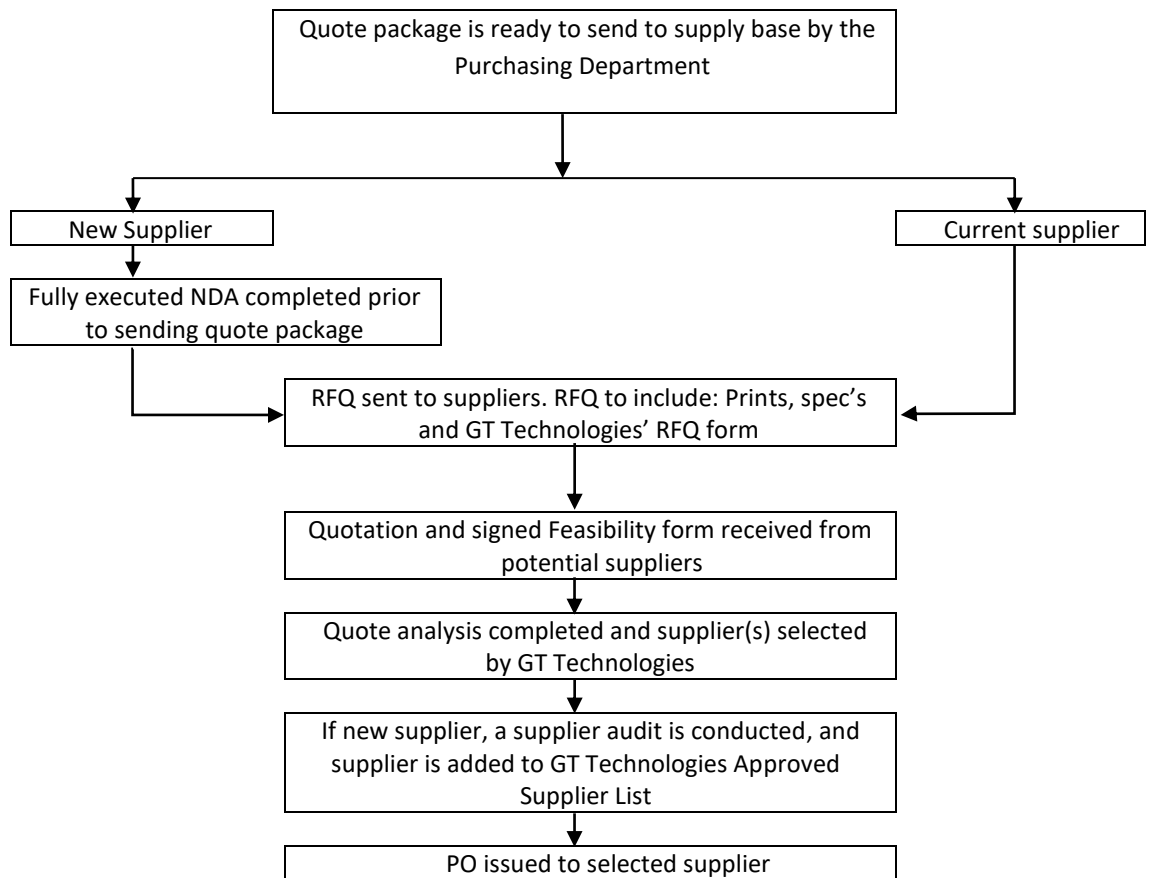 Quote package is ready to send to supply base by the
Purchasing Department
New Supplier
Current supplier
Fully executed NDA completed prior
to sending quote package
RFQ sent to suppliers. RFQ to include: Prints, spec’s
and GT Technologies’ RFQ form
Quotation and signed Feasibility form received from
potential suppliers
Quote analysis completed and supplier(s) selected
by GT Technologies
If new supplier, a supplier audit is conducted, and
supplier is added to GT Technologies Approved
Supplier List
PO issued to selected supplier